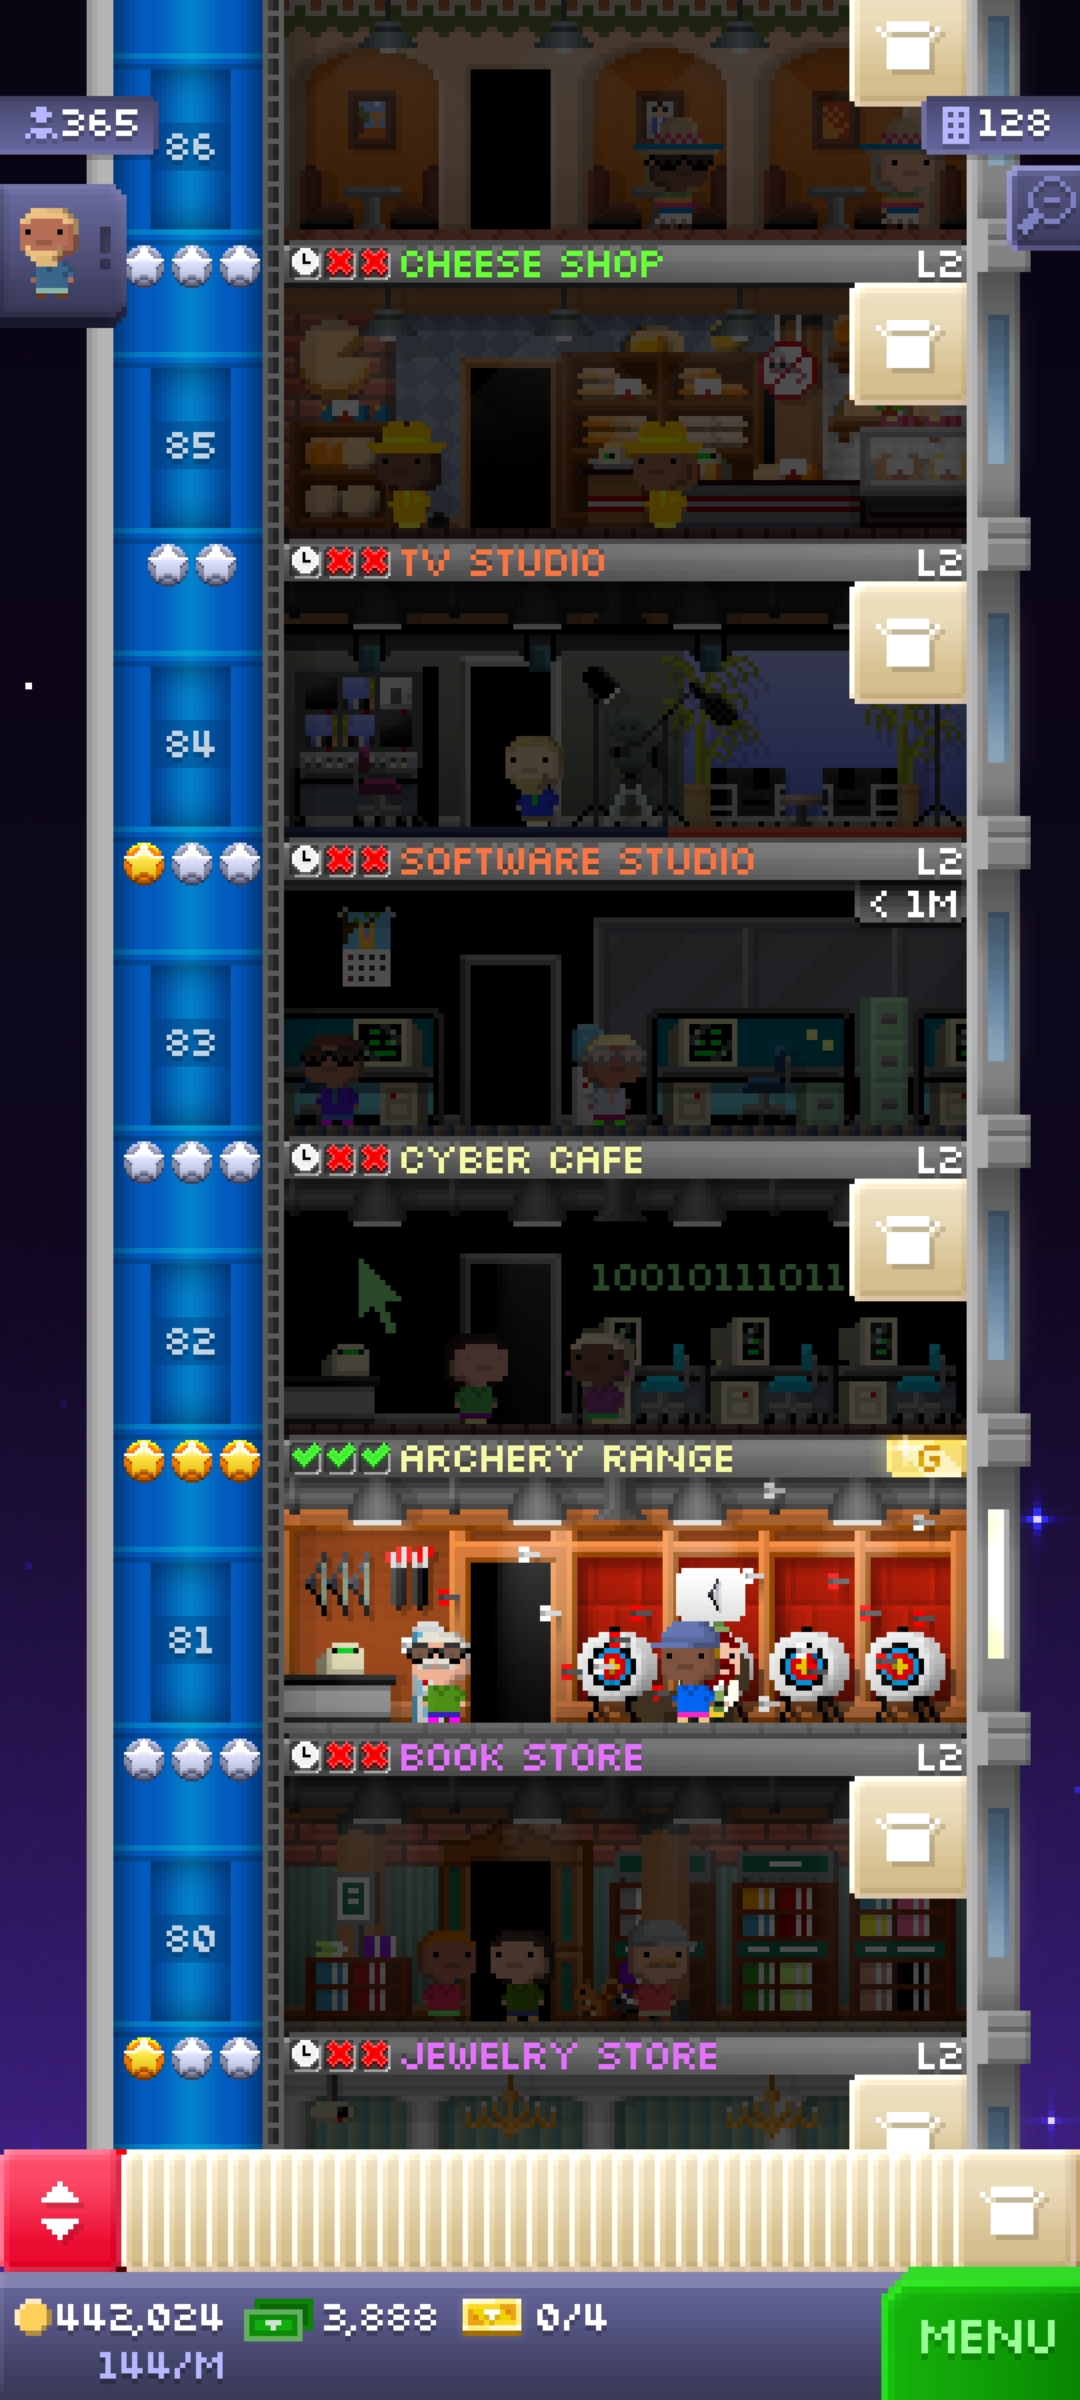 365
128
86
CHEESE SHOP L2
85
TV STUDIO L2
84
SOFTWARE STUDIO L2
< 1M
83
CYBER CAFE L2
10010111011
82
ARCHERY RANGE G
81
BOOK STORE L2
80
JEWELRY STORE L2
442,024 3,888 0/4
144/M
MENU